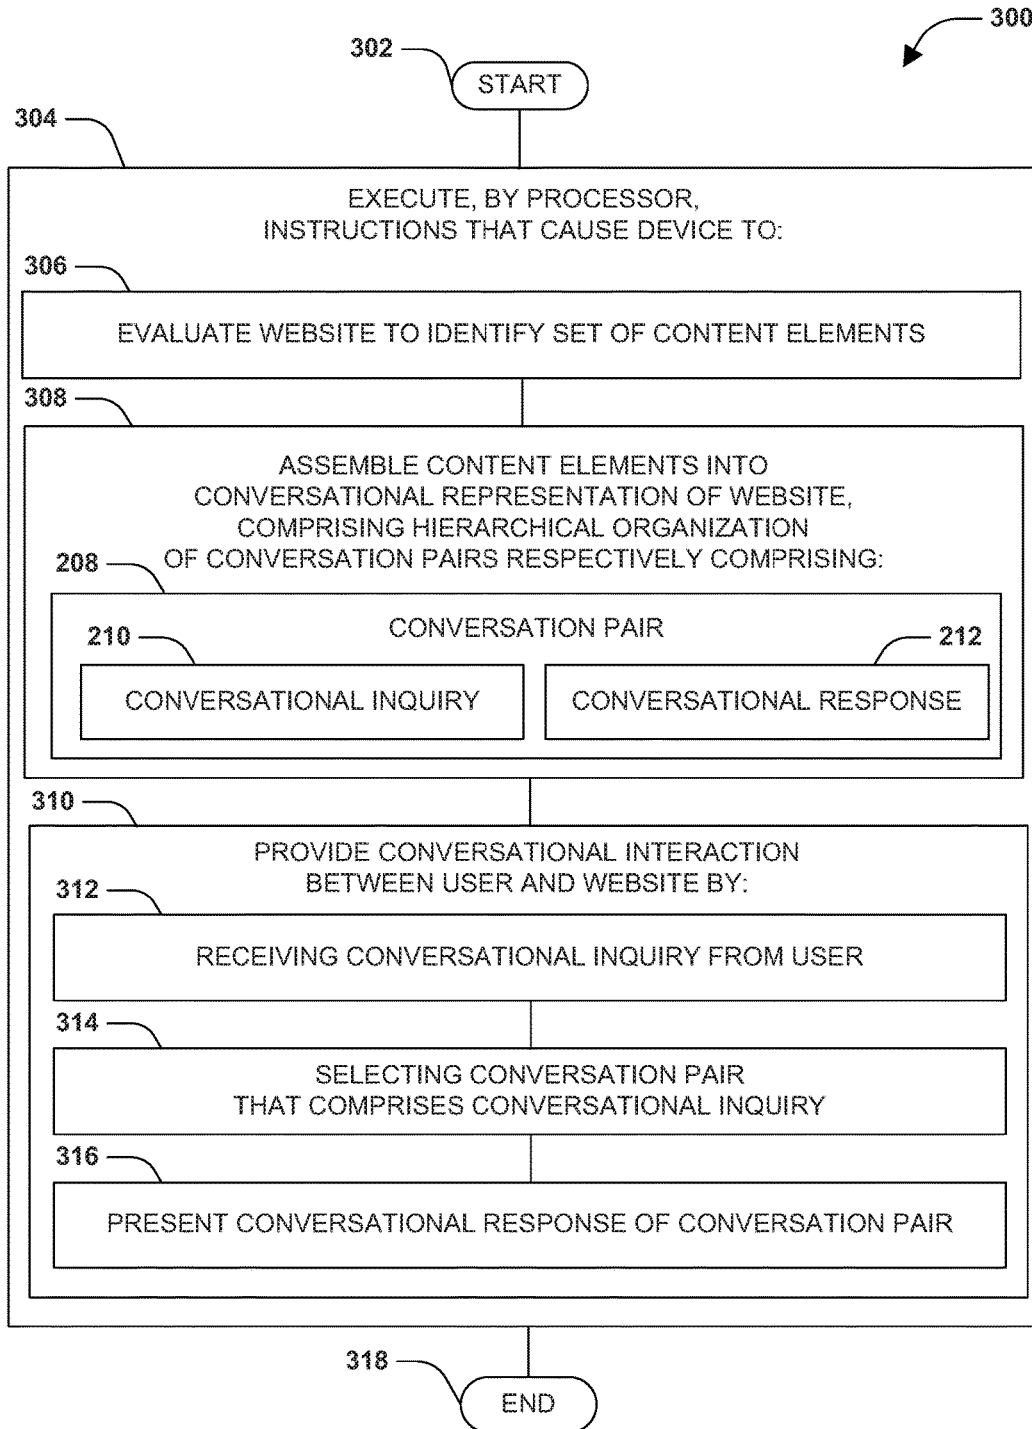 300
302
START
304
EXECUTE, BY PROCESSOR,
INSTRUCTIONS THAT CAUSE DEVICE TO:
306
EVALUATE WEBSITE TO IDENTIFY SET OF CONTENT ELEMENTS
308
ASSEMBLE CONTENT ELEMENTS INTO
CONVERSATIONAL REPRESENTATION OF WEBSITE,
COMPRISING HIERARCHICAL ORGANIZATION
OF CONVERSATION PAIRS RESPECTIVELY COMPRISING:
208
CONVERSATION PAIR
210
212
CONVERSATIONAL INQUIRY
CONVERSATIONAL RESPONSE
310
PROVIDE CONVERSATIONAL INTERACTION
BETWEEN USER AND WEBSITE BY:
312
RECEIVING CONVERSATIONAL INQUIRY FROM USER
314
SELECTING CONVERSATION PAIR
THAT COMPRISES CONVERSATIONAL INQUIRY
316
PRESENT CONVERSATIONAL RESPONSE OF CONVERSATION PAIR
318
END